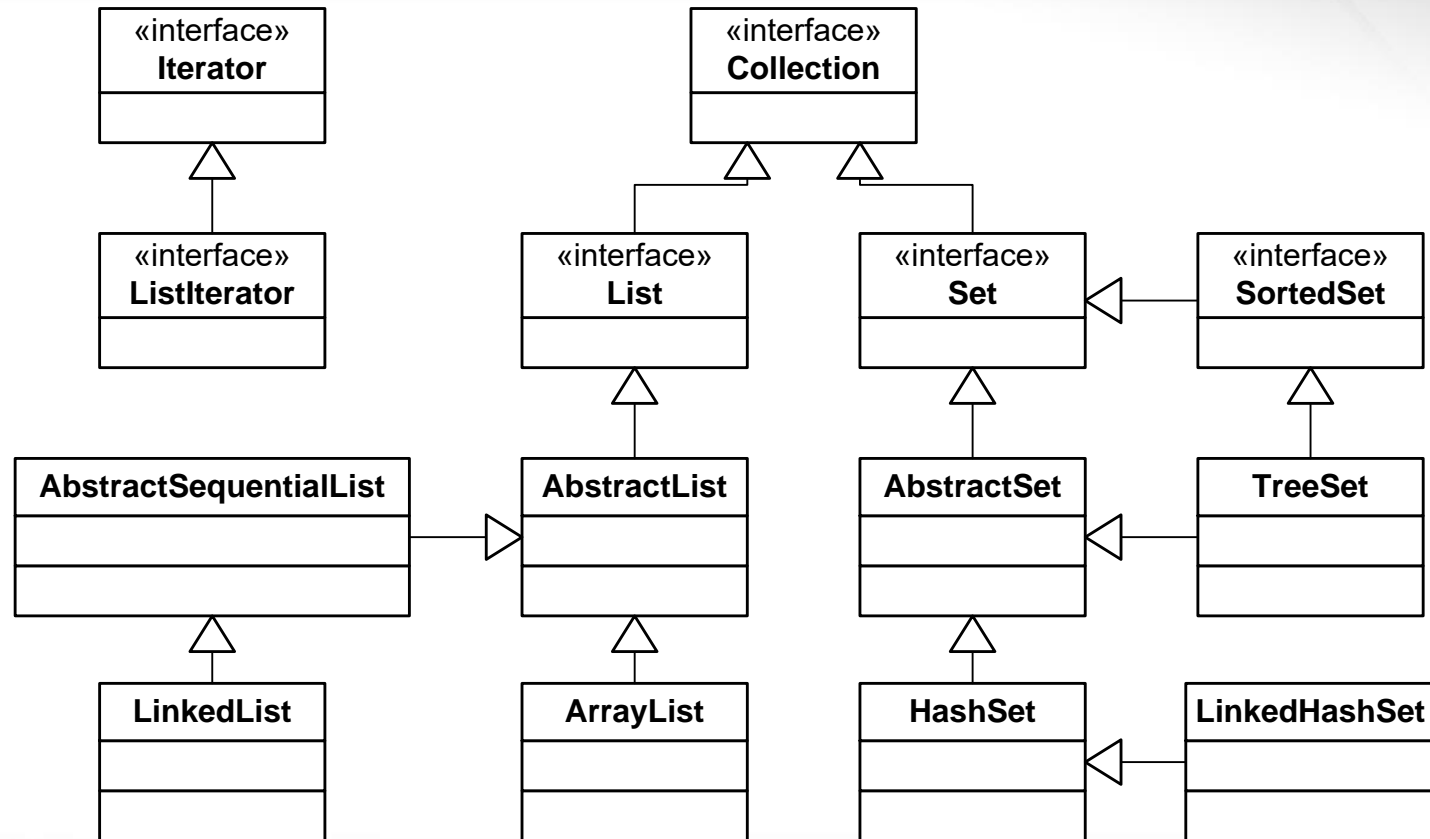 «interface»
Iterator
«interface»
Collection
«interface»
ListIterator
«interface»
List
«interface»
Set
«interface»
SortedSet
AbstractSequentialList
AbstractList
AbstractSet
TreeSet
LinkedList
ArrayList
HashSet
LinkedHashSet